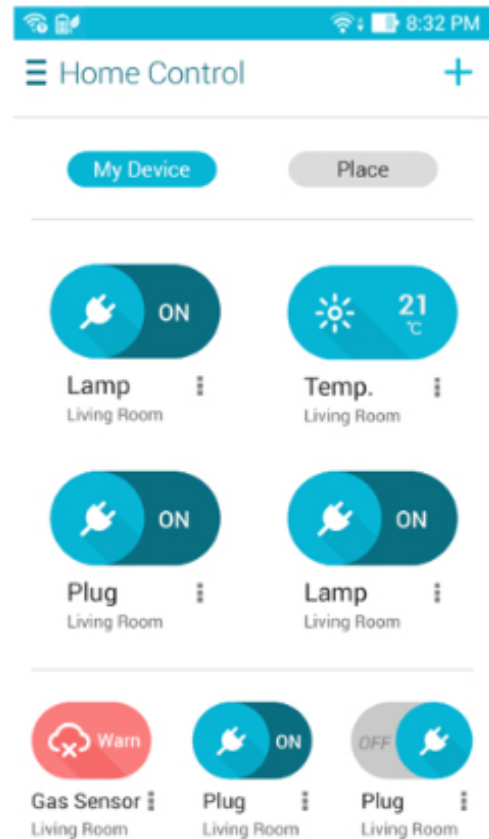 8:32 PM
Home Control
My Device Place
ON 21 °C
Lamp Temp.
Living Room Living Room
ON ON
Plug Lamp
Living Room Living Room
Warn ON OFF
Gas Sensor Plug Plug
Living Room Living Room Living Room